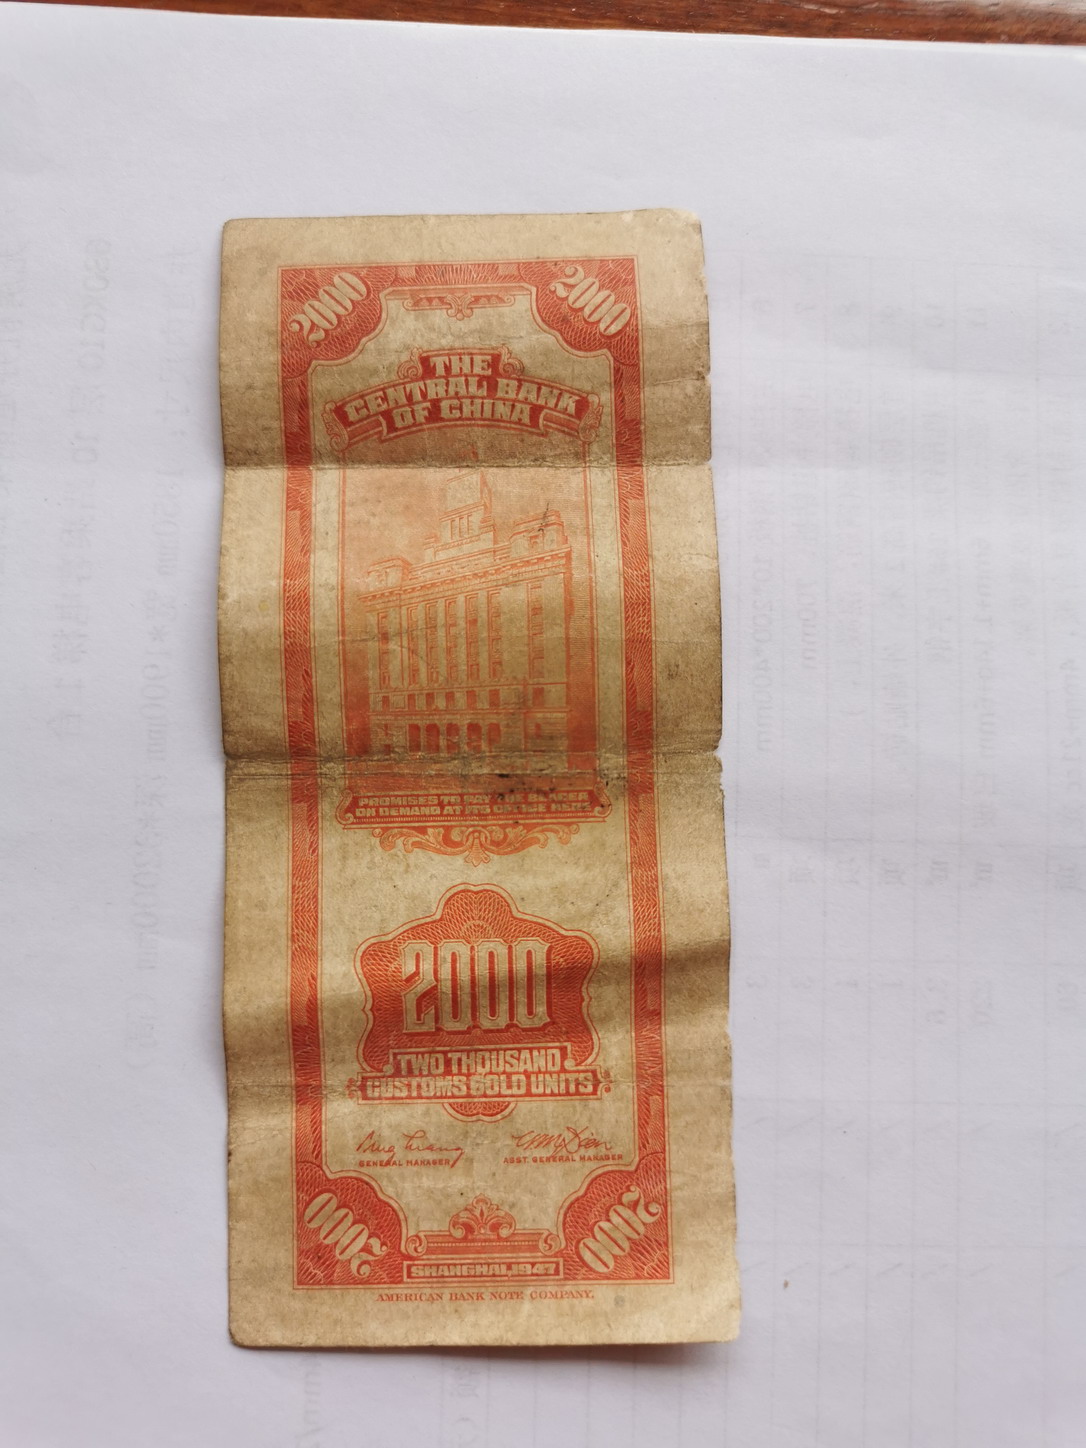 2000 2000
THE
CENTRAL BANK
OF CHINA
PROMISES TO PAY THE BEARER
ON DEMAND AT ITS OFFICE HERE
2000
TWO THOUSAND
CUSTOMS GOLD UNITS
GENERAL MANAGER ASST. GENERAL MANAGER
2000 2000
SHANGHAI, 1947
AMERICAN BANK NOTE COMPANY.